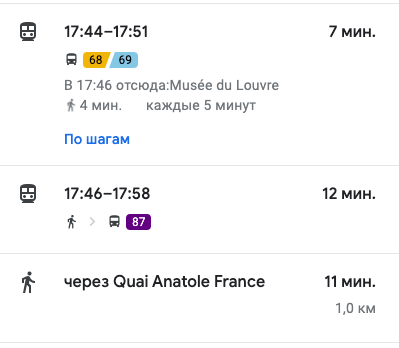 17:44–17:51 7 мин.
68 69
В 17:46 отсюда:Musée du Louvre
4 мин. каждые 5 минут
По шагам
17:46–17:58 12 мин.
87
через Quai Anatole France 11 мин.
1,0 км